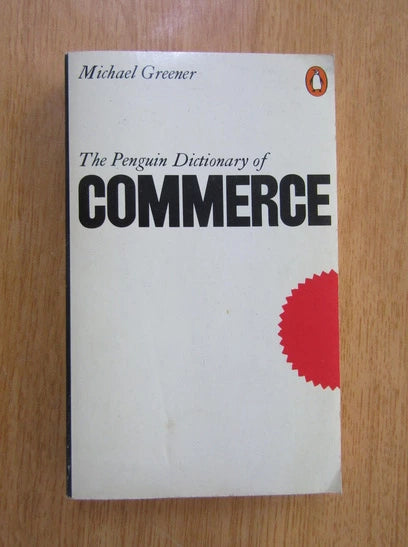 Michael Greener
The Penguin Dictionary of
COMMERCE